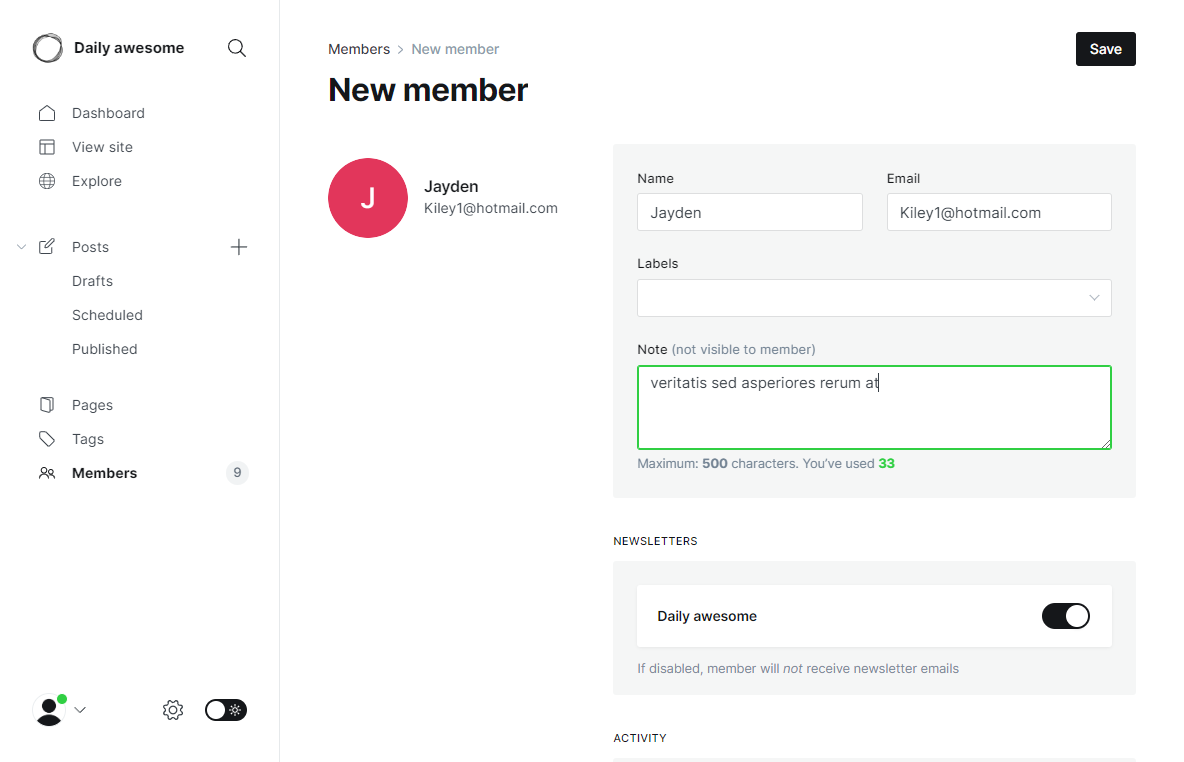 Daily awesome
Dashboard
View site
Explore
Posts
Drafts
Scheduled
Published
Pages
Tags
Members 9
Members > New member
Save
New member
J
Jayden
Kiley1@hotmail.com
Name Email
Jayden Kiley1@hotmail.com
Labels
Note (not visible to member)
veritatis sed asperiores rerum at
Maximum: 500 characters. You’ve used 33
NEWSLETTERS
Daily awesome
If disabled, member will not receive newsletter emails
ACTIVITY